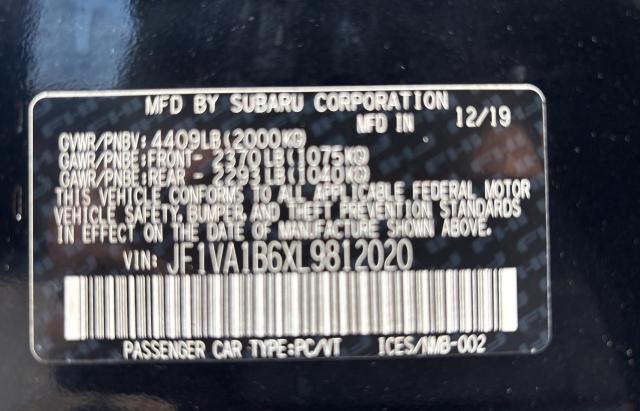 MFD BY SUBARU CORPORATION
MFD IN 12/19
GVWR/PNBV: 4409LB(2000KG)
GAWR/PNBE:FRONT- 2370LB(1075KG)
GAWR/PNBE:REAR - 2293LB(1040KG)
THIS VEHICLE CONFORMS TO ALL APPLICABLE FEDERAL MOTOR
VEHICLE SAFETY, BUMPER, AND THEFT PREVENTION STANDARDS
IN EFFECT ON THE DATE OF MANUFACTURE SHOWN ABOVE.
VIN: JF1VA1B6XL9812020
PASSENGER CAR TYPE:PC/VT ICES/NMB-002